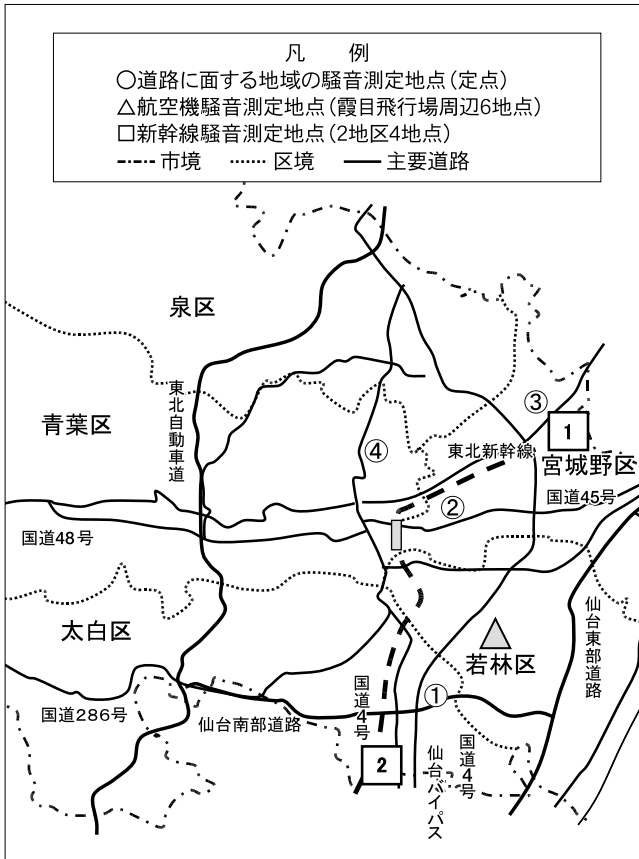 凡 例
○道路に面する地域の騒音測定地点(定点)
△航空機騒音測定地点(霞目飛行場周辺6地点)
□新幹線騒音測定地点(2地区4地点)
市境 区境 主要道路
泉区
東北自動車道
青葉区
③
1
④
東北新幹線
宮城野区
②
国道45号
国道48号
太白区
仙台東部道路
若林区
国道4号
①
国道286号
仙台南部道路
2
仙台バイパス
国道4号